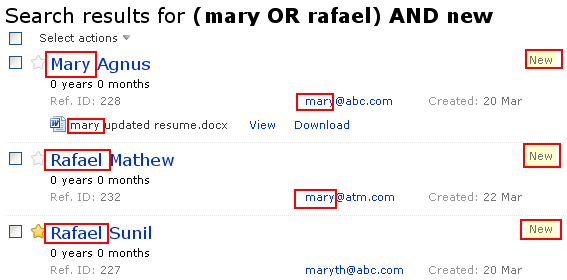 Search results for (mary OR rafael) AND new
Select actions
Mary Agnus New
0 years 0 months
Ref. ID: 228 mary@abc.com Created: 20 Mar
mary updated resume.docx View Download
Rafael Mathew New
0 years 0 months
Ref. ID: 232 mary@atm.com Created: 22 Mar
Rafael Sunil New
0 years 0 months
Ref. ID: 227 maryth@abc.com Created: 20 Mar